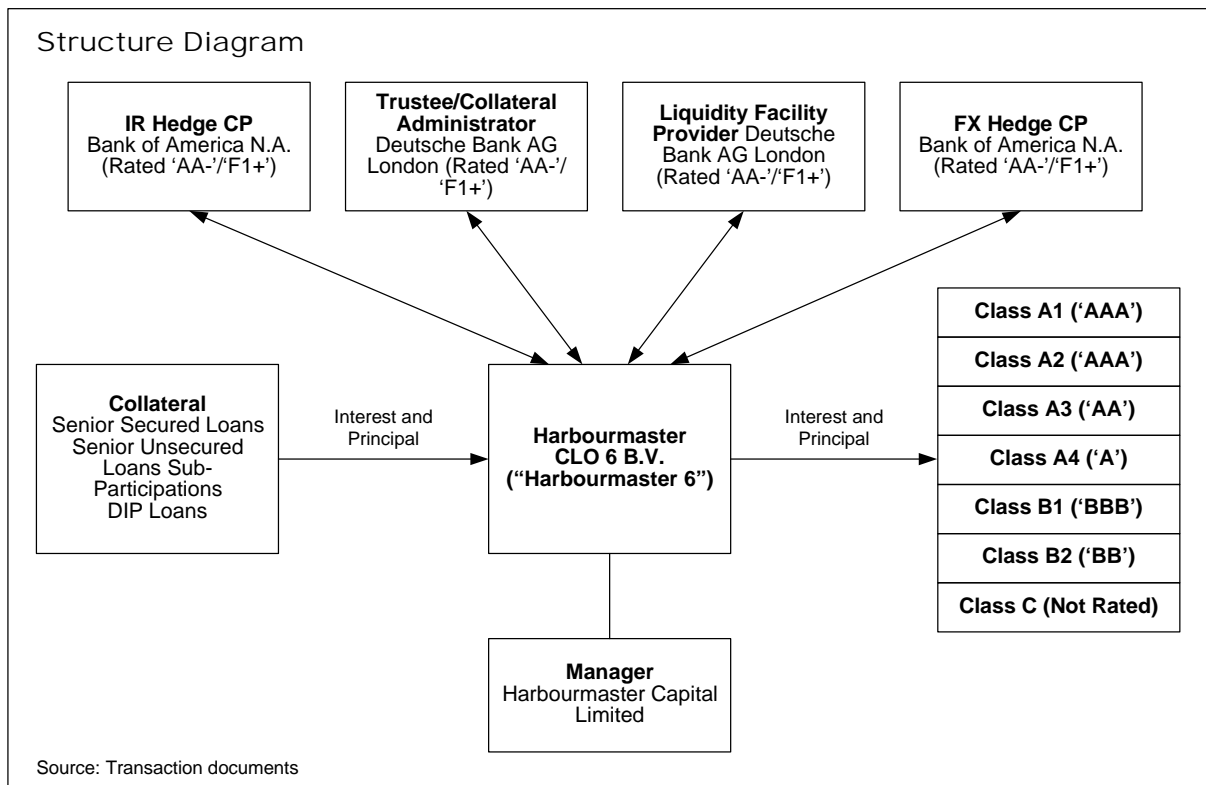 Structure Diagram
IR Hedge CP
Bank of America N.A.
(Rated ‘AA-’/‘F1+’)
Trustee/Collateral
Administrator
Deutsche Bank AG
London (Rated ‘AA-’/
‘F1+’)
Liquidity Facility
Provider Deutsche
Bank AG London
(Rated ‘AA-’/‘F1+’)
FX Hedge CP
Bank of America N.A.
(Rated ‘AA-’/‘F1+’)
Collateral
Senior Secured Loans
Senior Unsecured
Loans Sub-
Participations
DIP Loans
Interest and
Principal
Harbourmaster
CLO 6 B.V.
(“Harbourmaster 6”)
Interest and
Principal
Class A1 (‘AAA’)
Class A2 (‘AAA’)
Class A3 (‘AA’)
Class A4 (‘A’)
Class B1 (‘BBB’)
Class B2 (‘BB’)
Class C (Not Rated)
Manager
Harbourmaster Capital
Limited
Source: Transaction documents